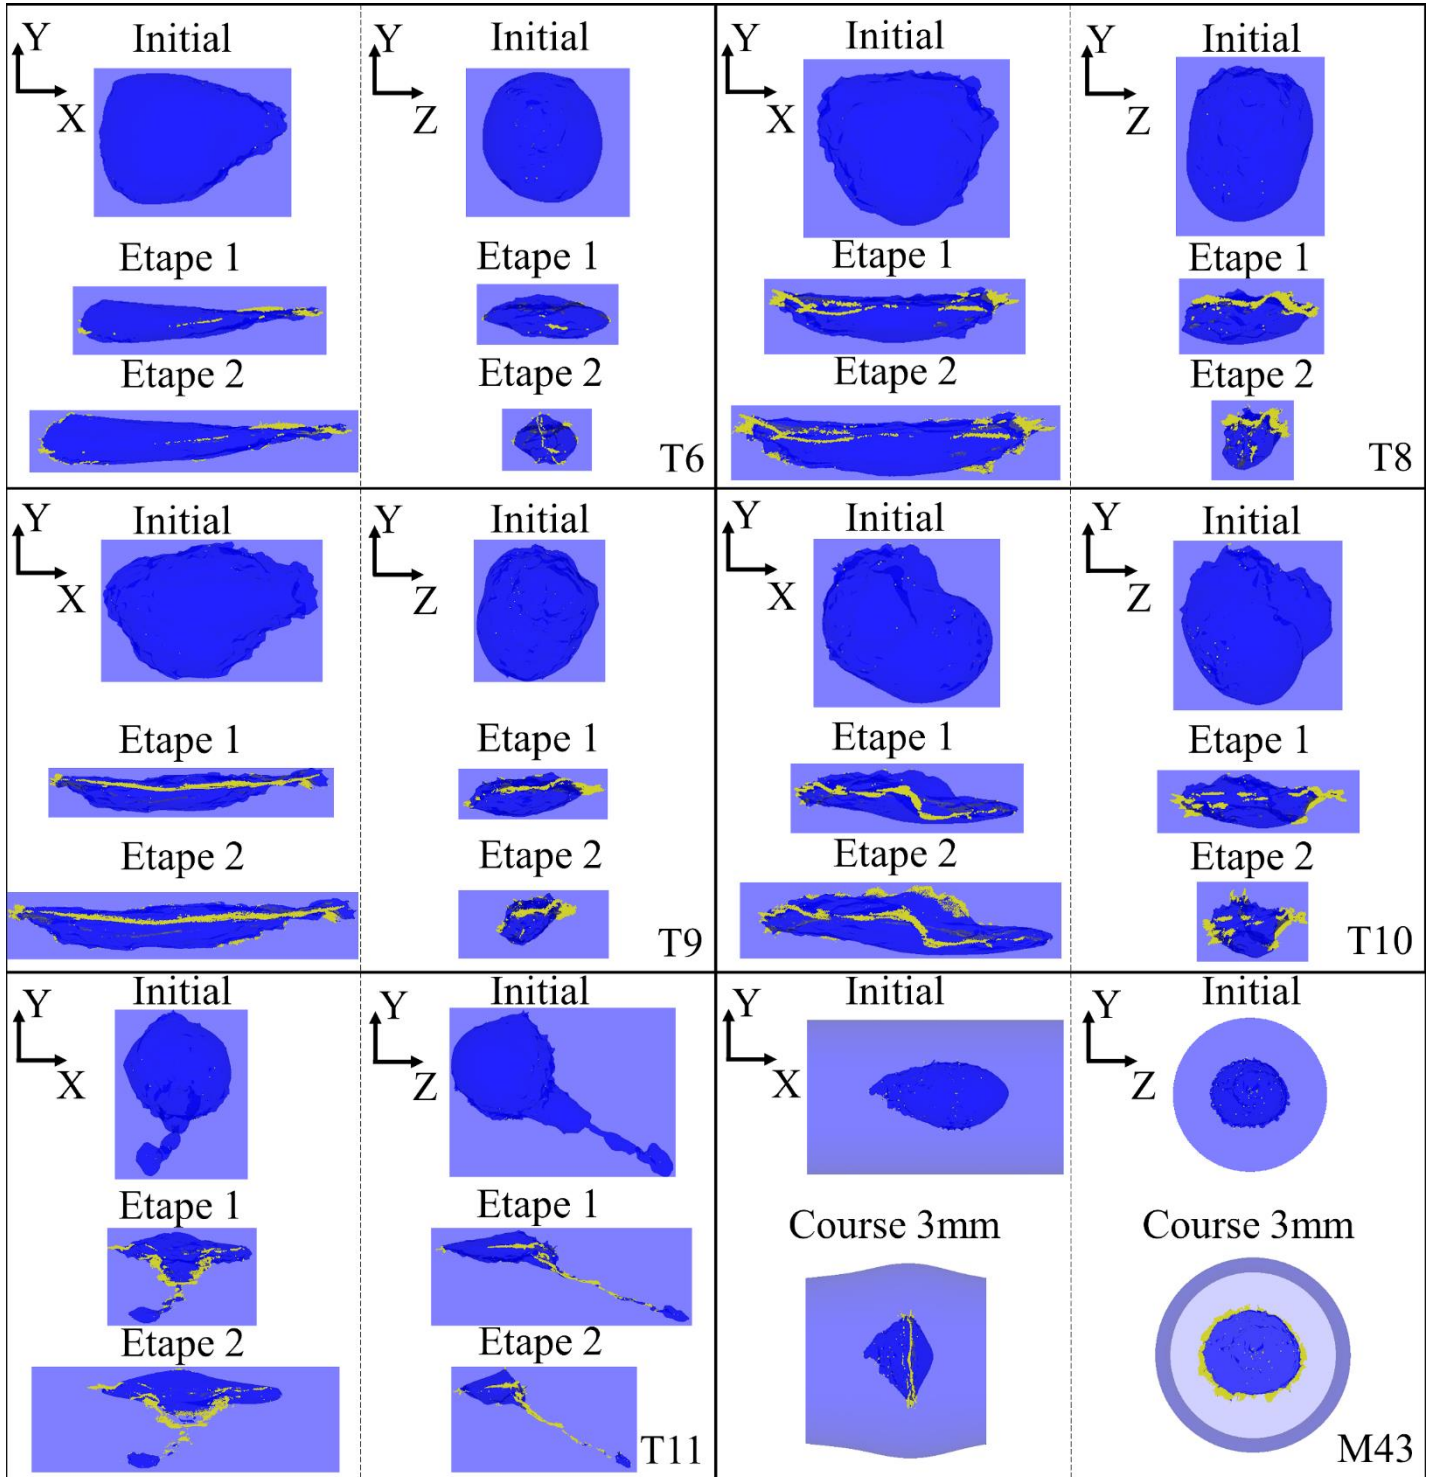 Y Initial
X
Y Initial
Z
Etape 1
Etape 1
Etape 2
Etape 2
T6
Y Initial
X
Y Initial
Z
Etape 1
Etape 1
Etape 2
Etape 2
T8
Y Initial
X
Y Initial
Z
Etape 1
Etape 1
Etape 2
Etape 2
T9
Y Initial
X
Y Initial
Z
Etape 1
Etape 1
Etape 2
Etape 2
T10
Initial
Y
X
Initial
Y
Z
Etape 1
Etape 1
Etape 2
Etape 2
T11
Initial
Y
X
Initial
Y
Z
Course 3mm
Course 3mm
M43